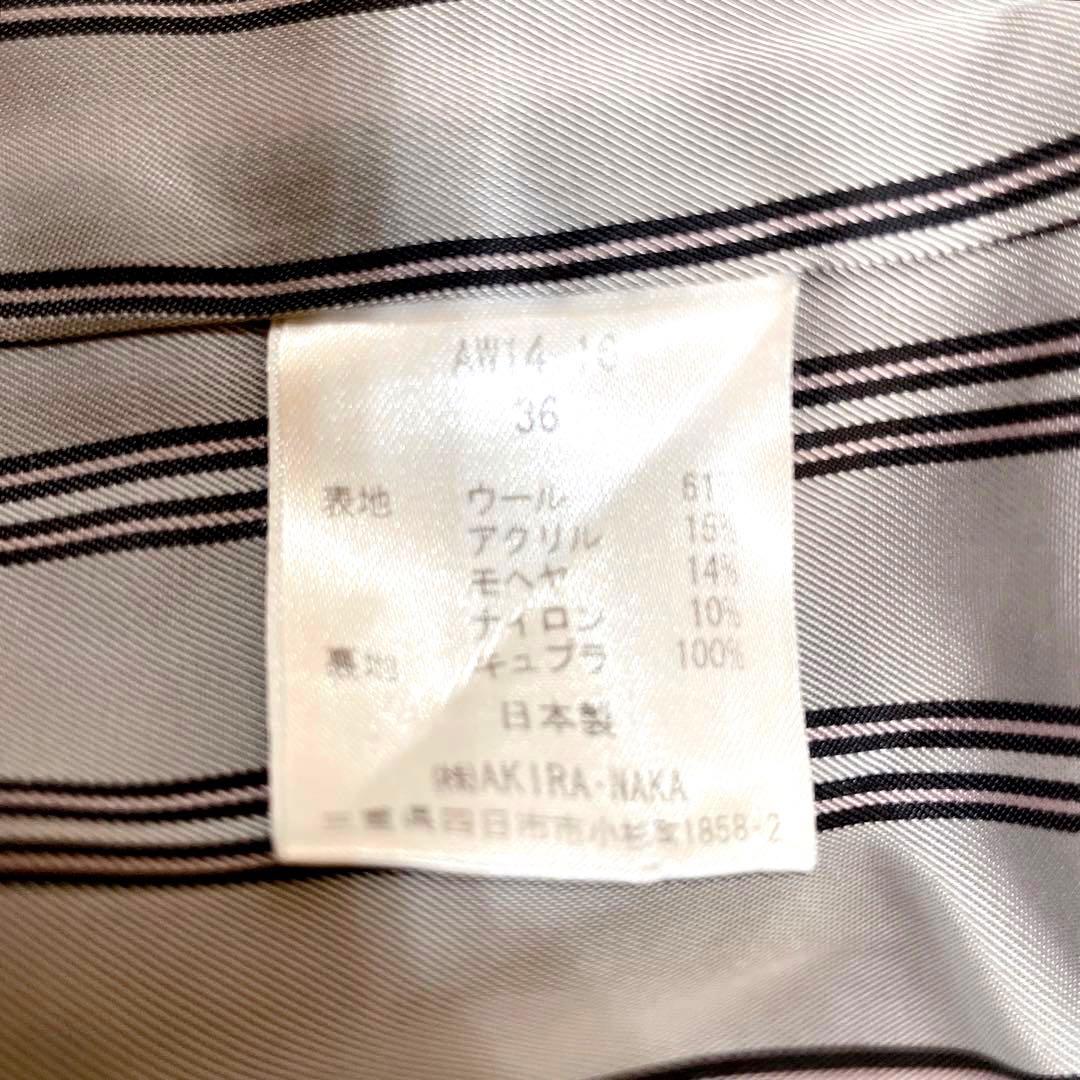 AW14-16
36
表地 ウール 61
アクリル 15%
モヘヤ 14%
ナイロン 10%
裏地 キュプラ 100%
日本製
㈱AKIRA-NAKA
三重県四日市市小杉町1858-2